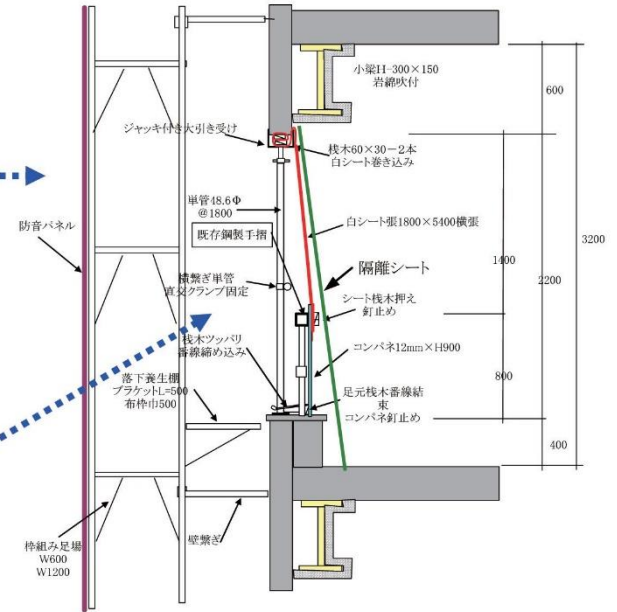 小梁H-300×150
岩綿吹付
600
ジャッキ付き大引き受け
桟木60×30-2本
白シート巻き込み
防音パネル
単管48.6Φ
@1800
白シート張1800×5400横張
既存鋼製手摺
1400
3200
隔離シート
2200
横繋ぎ単管
直交クランプ固定
シート桟木押え
釘止め
桟木ツッパリ
番線締め込み
コンパネ12mm×H900
落下養生棚
ブラケットL=500
布枠巾500
800
足元桟木番線結
束
コンパネ釘止め
400
枠組み足場
W600
W1200
壁繋ぎ